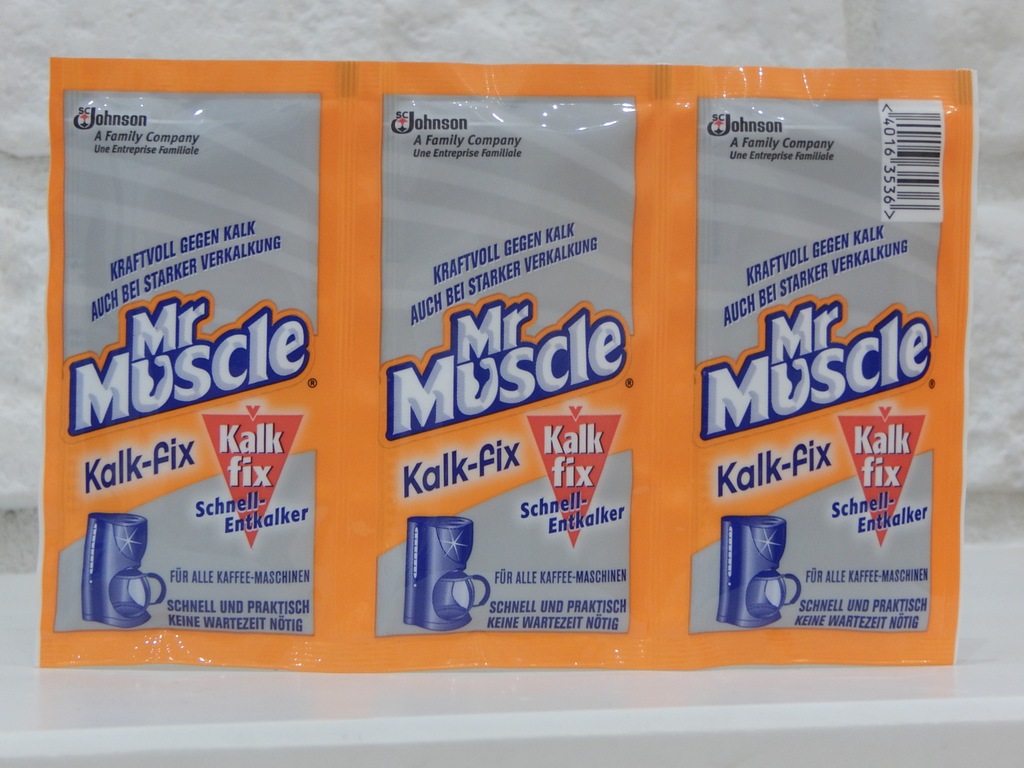 SC Johnson
A Family Company
Une Entreprise Familiale
KRAFTVOLL GEGEN KALK
AUCH BEI STARKER VERKALKUNG
Mr
Muscle®
Kalk-fix
Kalk
fix
Schnell-
Entkalker
FÜR ALLE KAFFEE-MASCHINEN
SCHNELL UND PRAKTISCH
KEINE WARTEZEIT NÖTIG
SC Johnson
A Family Company
Une Entreprise Familiale
KRAFTVOLL GEGEN KALK
AUCH BEI STARKER VERKALKUNG
Mr
Muscle®
Kalk-fix
Kalk
fix
Schnell-
Entkalker
FÜR ALLE KAFFEE-MASCHINEN
SCHNELL UND PRAKTISCH
KEINE WARTEZEIT NÖTIG
SC Johnson
A Family Company
Une Entreprise Familiale
<4016 3536>
KRAFTVOLL GEGEN KALK
AUCH BEI STARKER VERKALKUNG
Mr
Muscle®
Kalk-fix
Kalk
fix
Schnell-
Entkalker
FÜR ALLE KAFFEE-MASCHINEN
SCHNELL UND PRAKTISCH
KEINE WARTEZEIT NÖTIG